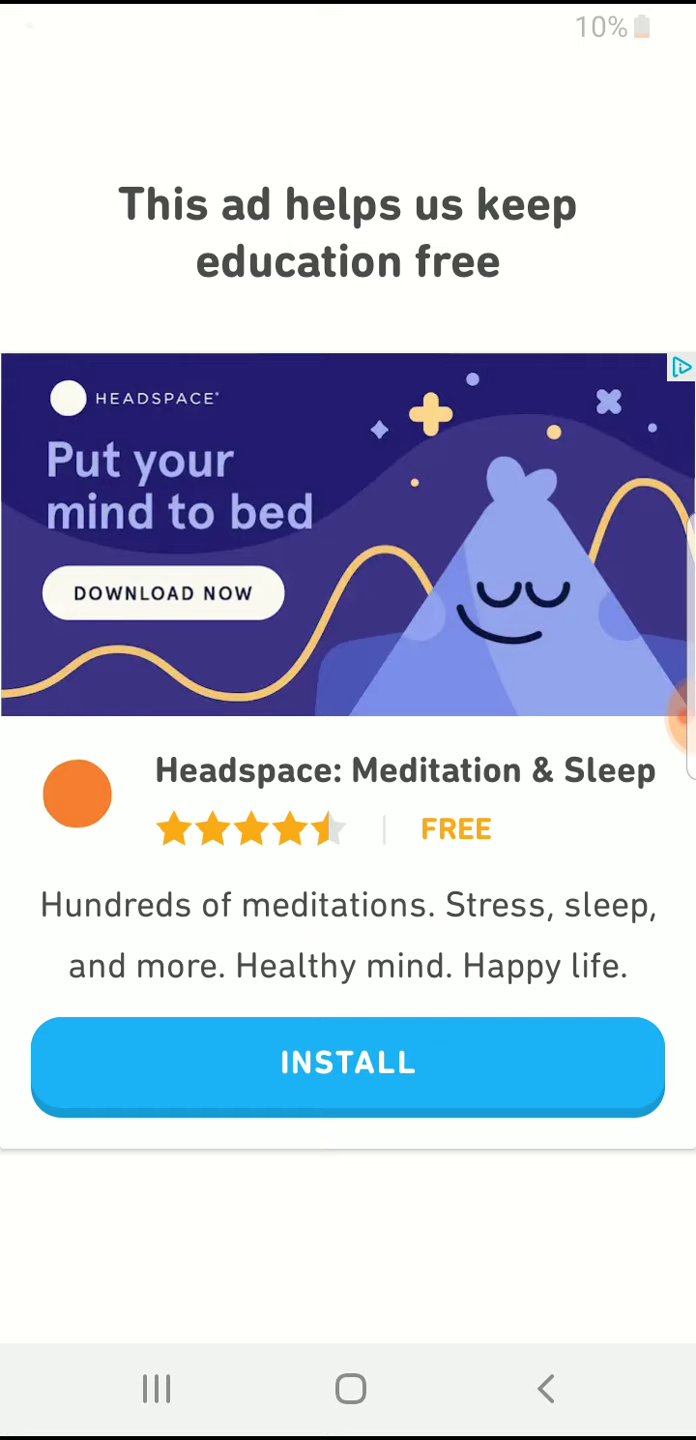 10%
This ad helps us keep
education free
HEADSPACE
Put your
mind to bed
DOWNLOAD NOW
Headspace: Meditation & Sleep
FREE
Hundreds of meditations. Stress, sleep,
and more. Healthy mind. Happy life.
INSTALL